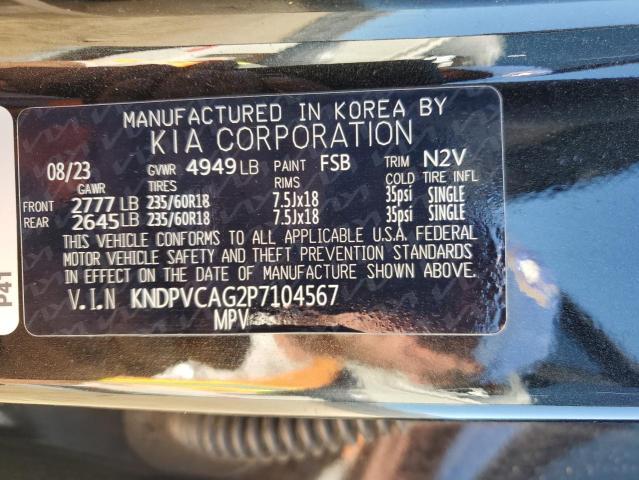 MANUFACTURED IN KOREA BY
KIA CORPORATION
08/23 GVWR 4949 LB PAINT FSB TRIM N2V
GAWR TIRES RIMS COLD TIRE INFL
FRONT 2777 LB 235/60R18 7.5Jx18 35psi SINGLE
REAR 2645 LB 235/60R18 7.5Jx18 35psi SINGLE
THIS VEHICLE CONFORMS TO ALL APPLICABLE U.S.A. FEDERAL
MOTOR VEHICLE SAFETY AND THEFT PREVENTION STANDARDS
IN EFFECT ON THE DATE OF MANUFACTURE SHOWN ABOVE.
V.I.N KNDPVCAG2P7104567
MPV
P41